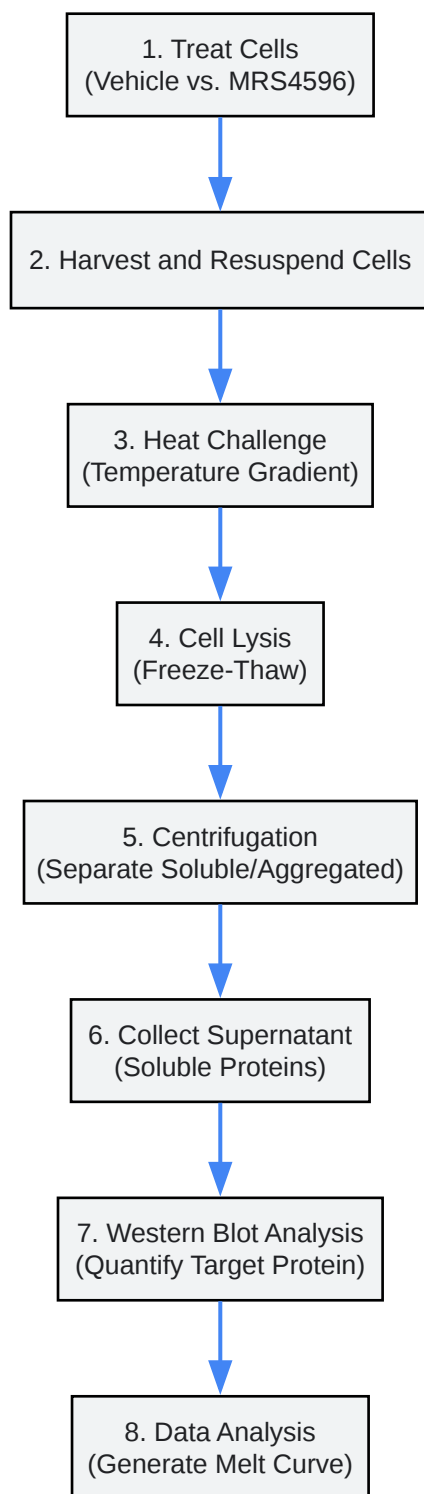 1. Treat Cells
(Vehicle vs. MRS4596)
2. Harvest and Resuspend Cells
3. Heat Challenge
(Temperature Gradient)
4. Cell Lysis
(Freeze-Thaw)
5. Centrifugation
(Separate Soluble/Aggregated)
6. Collect Supernatant
(Soluble Proteins)
7. Western Blot Analysis
(Quantify Target Protein)
8. Data Analysis
(Generate Melt Curve)